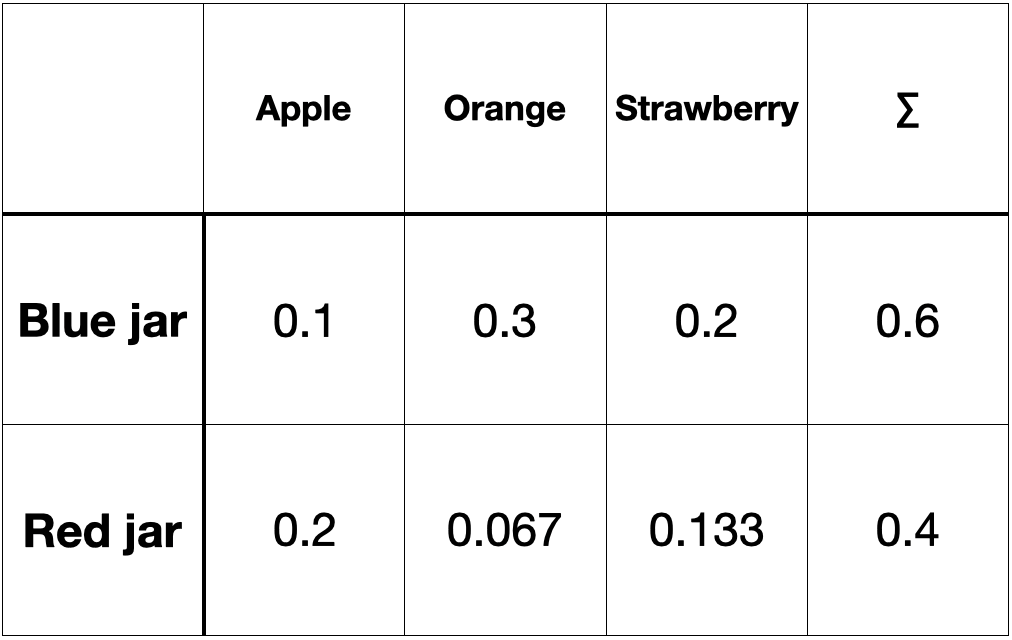 Apple Orange Strawberry Σ
Blue jar 0.1 0.3 0.2 0.6
Red jar 0.2 0.067 0.133 0.4